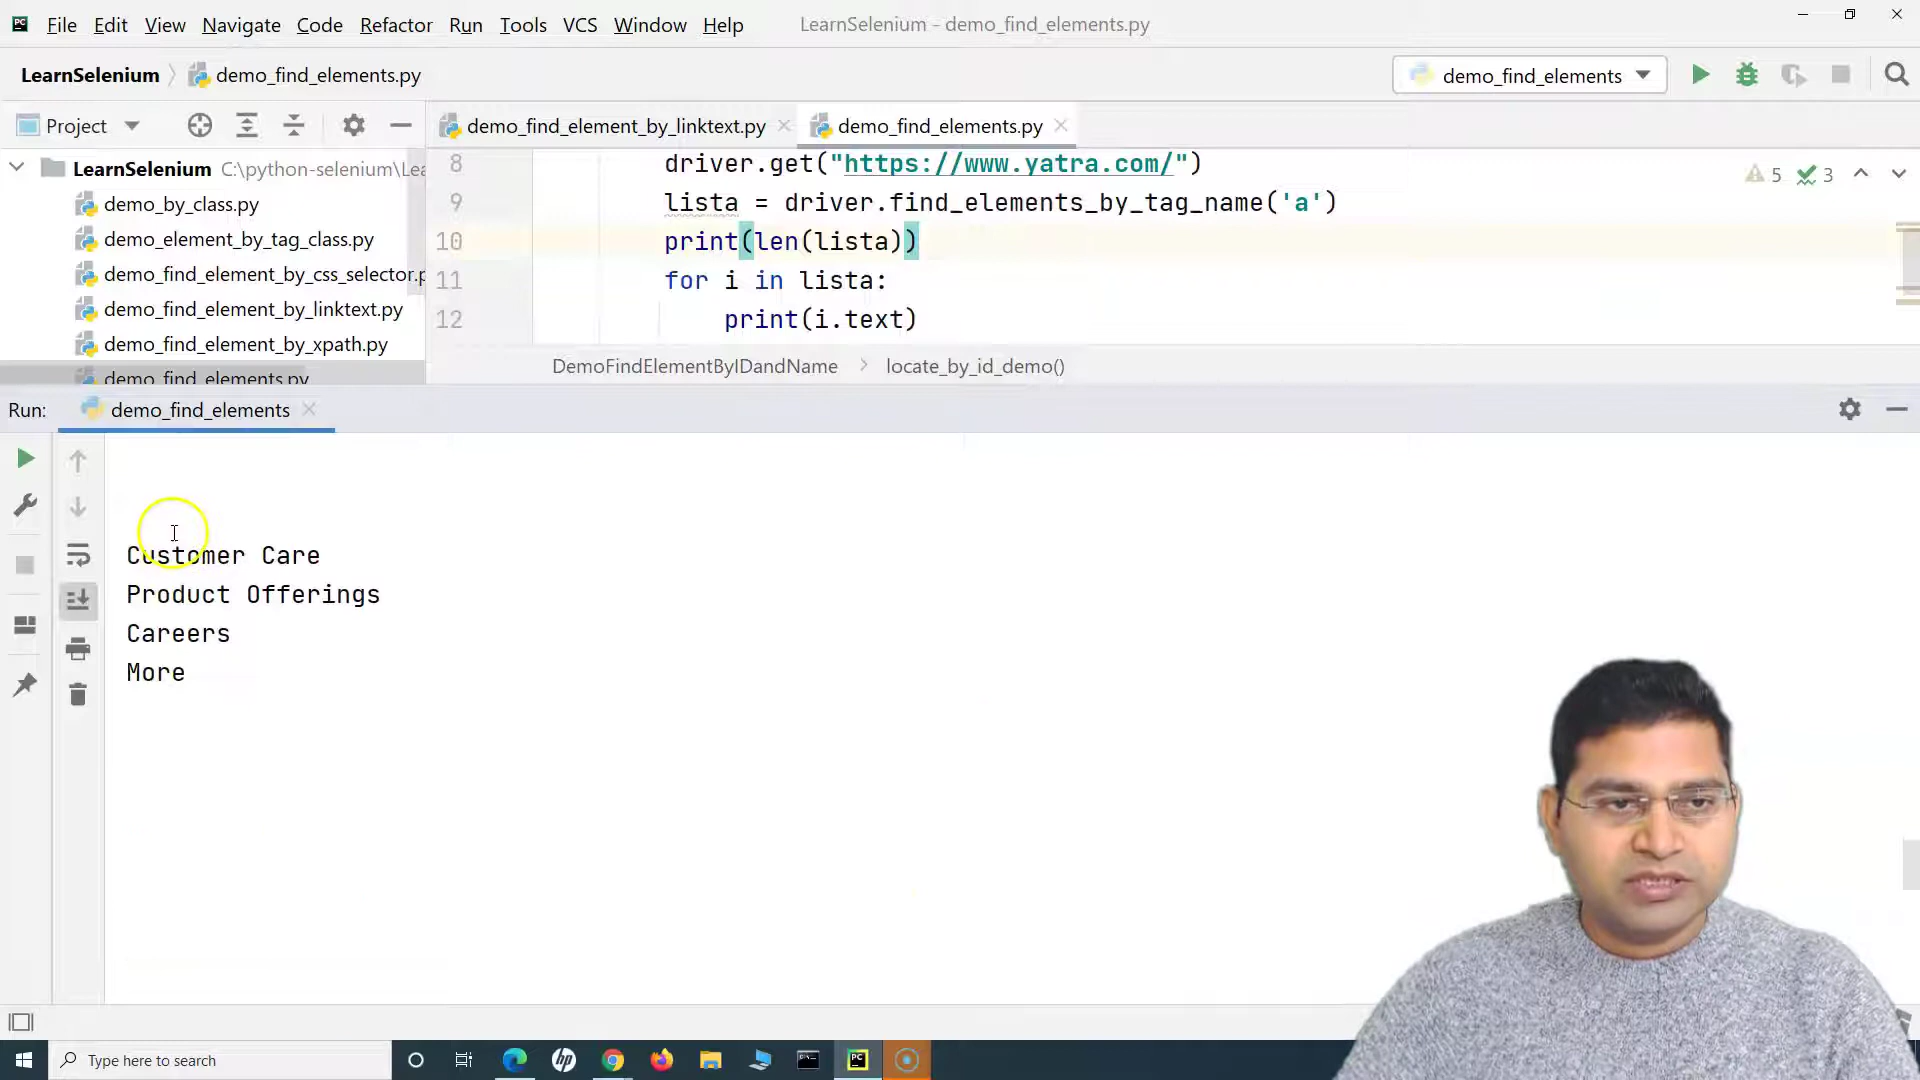 File Edit View Navigate Code Refactor Run Tools VCS Window Help LearnSelenium - demo_find_elements.py
LearnSelenium demo_find_elements.py demo_find_elements
Project
demo_find_element_by_linktext.py demo_find_elements.py
LearnSelenium C:\python-selenium\Lea
demo_by_class.py
demo_element_by_tag_class.py
demo_find_element_by_css_selector.p
demo_find_element_by_linktext.py
demo_find_element_by_xpath.py
demo_find_elements.py
8 driver.get("https://www.yatra.com/")
5 3
9 lista = driver.find_elements_by_tag_name('a')
10 print(len(lista))
11 for i in lista:
12 print(i.text)
DemoFindElementByIDandName > locate_by_id_demo()
Run: demo_find_elements
Customer Care
Product Offerings
Careers
More
Type here to search
hp
PC